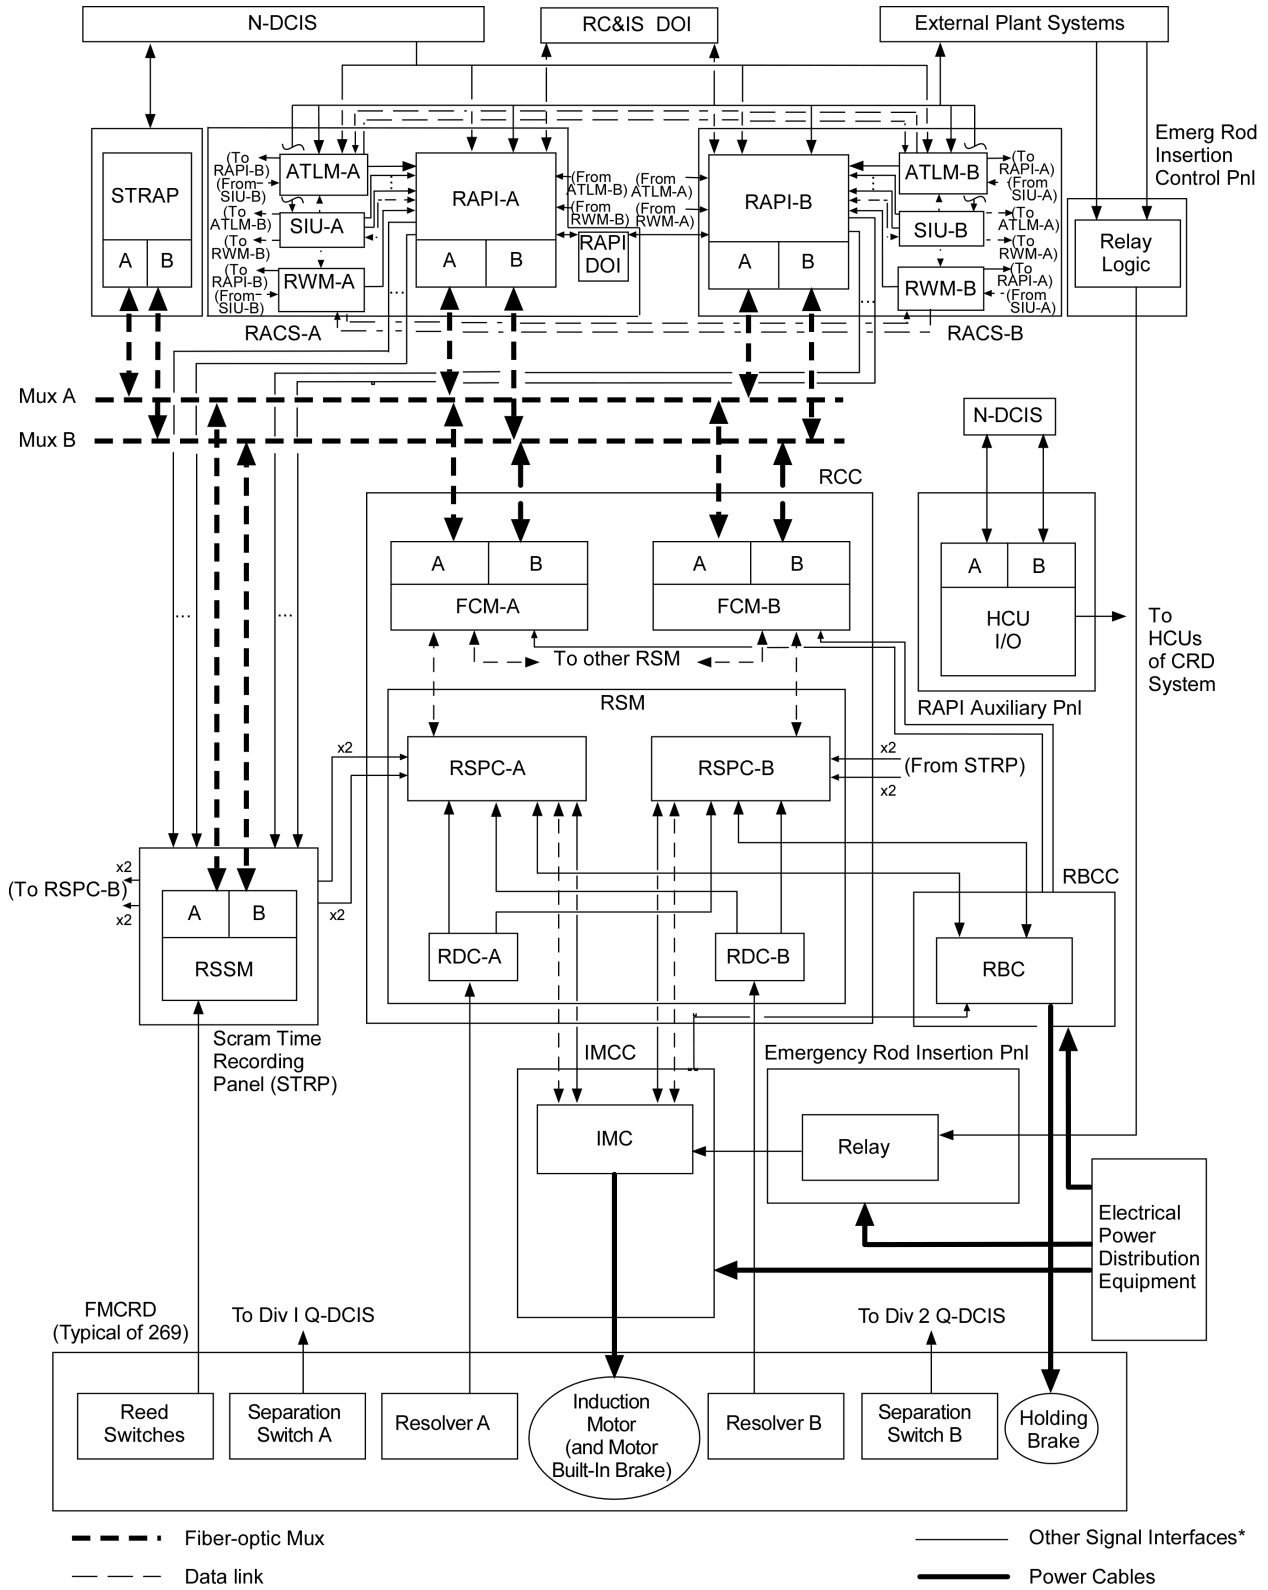 N-DCIS
RC&IS DOI
External Plant Systems
Emerg Rod
Insertion
Control Pnl
STRAP
A
B
(To
RAPI-B)
(From
SIU-B)
ATLM-A
(To
ATLM-B)
SIU-A
(To
RWM-B)
(To
RAPI-B)
(From
SIU-B)
RWM-A
RACS-A
RAPI-A
A
B
(From
ATLM-B)
(From
RWM-B)
RAPI
DOI
(From
ATLM-A)
(From
RWM-A)
RAPI-B
A
B
ATLM-B
(To
RAPI-A)
(From
SIU-A)
SIU-B
(To
ATLM-A)
(To
RWM-A)
RWM-B
(To
RAPI-A)
(From
SIU-A)
RACS-B
Relay
Logic
...
...
Mux A
Mux B
N-DCIS
RCC
A
B
FCM-A
A
B
FCM-B
A
B
HCU
I/O
To
HCUs
of CRD
System
RAPI Auxiliary Pnl
...
...
To other RSM
RSM
x2
RSPC-A
RSPC-B
x2
(From STRP)
x2
x2
(To RSPC-B)
x2
x2
A
B
RSSM
RDC-A
RDC-B
RBCC
RBC
Scram Time
Recording
Panel (STRP)
IMCC
IMC
Emergency Rod Insertion Pnl
Relay
Electrical
Power
Distribution
Equipment
FMCRD
(Typical of 269)
To Div I Q-DCIS
To Div 2 Q-DCIS
Reed
Switches
Separation
Switch A
Resolver A
Induction
Motor
(and Motor
Built-In Brake)
Resolver B
Separation
Switch B
Holding
Brake
Fiber-optic Mux
Data link
Other Signal Interfaces*
Power Cables